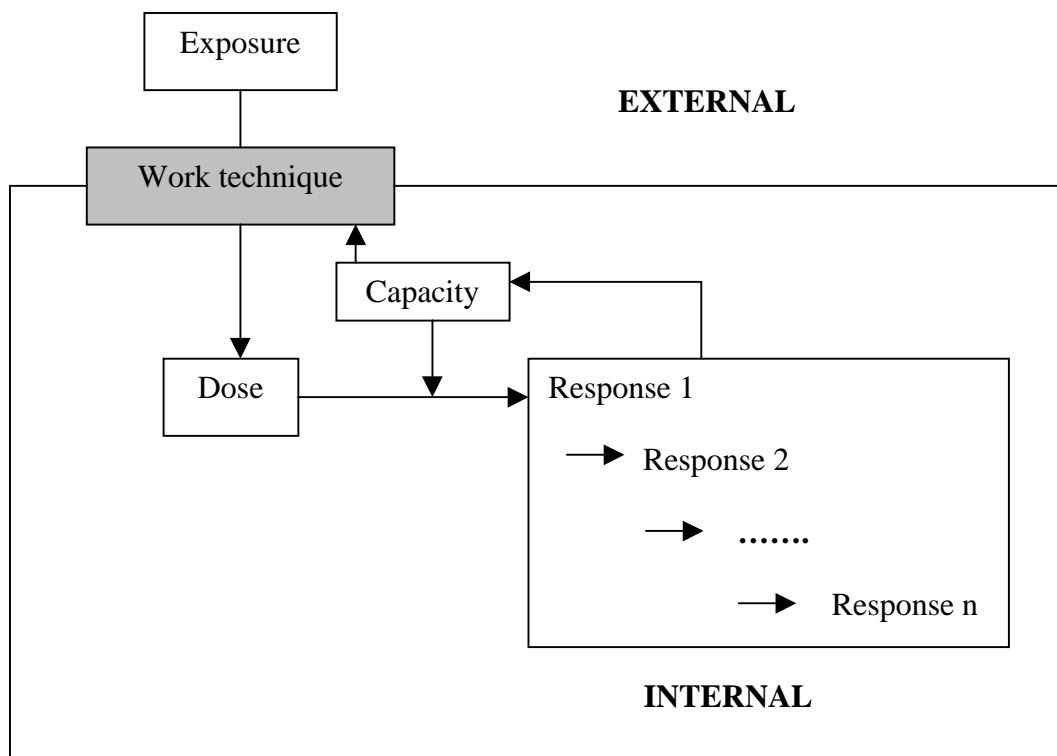 Exposure
EXTERNAL
Work technique
Capacity
Dose
Response 1
Response 2
.......
Response n
INTERNAL